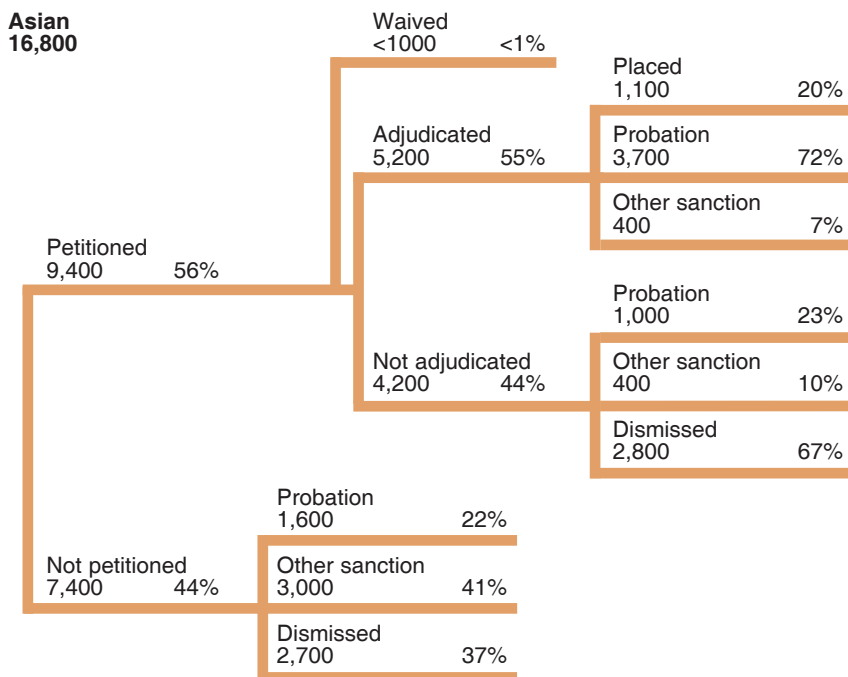 Asian
16,800
Waived
<1000 <1%
Placed
1,100 20%
Adjudicated
5,200 55%
Probation
3,700 72%
Other sanction
400 7%
Petitioned
9,400 56%
Probation
1,000 23%
Not adjudicated
4,200 44%
Other sanction
400 10%
Dismissed
2,800 67%
Probation
1,600 22%
Not petitioned
7,400 44%
Other sanction
3,000 41%
Dismissed
2,700 37%